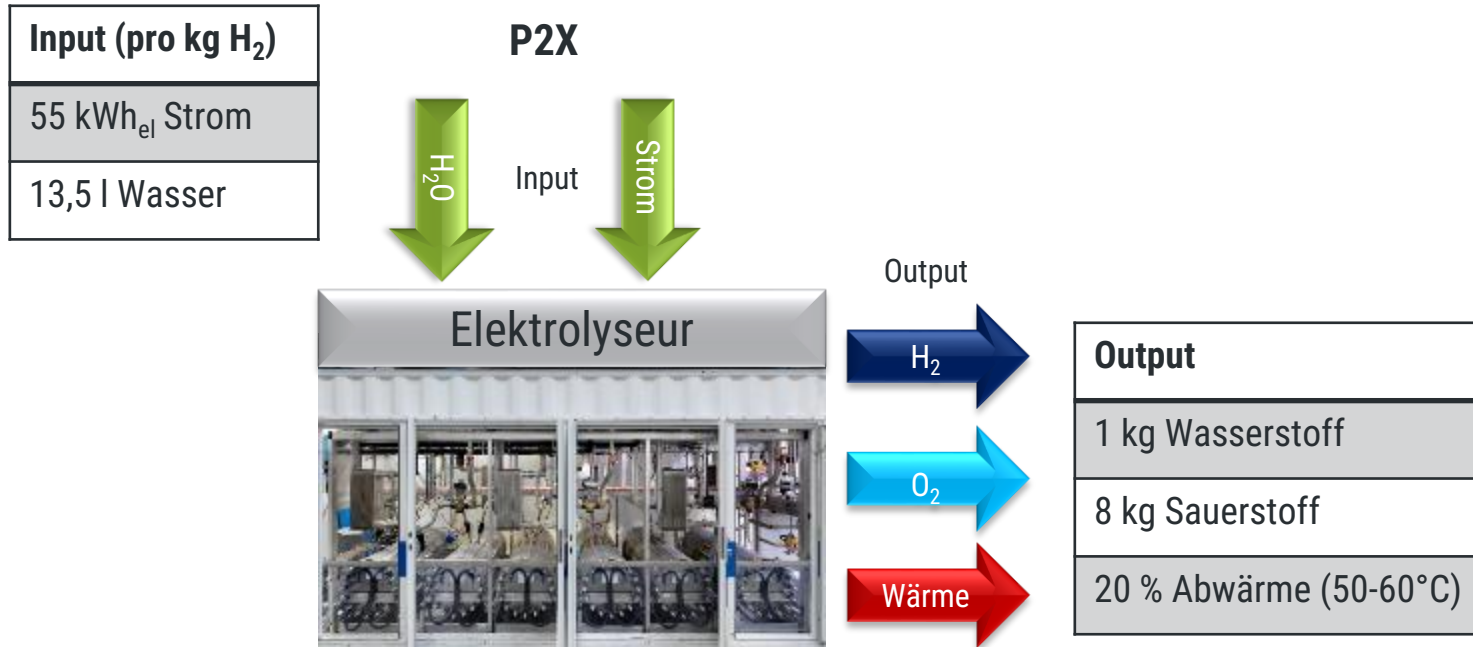 Input (pro kg H₂)
55 kWhₑₗ Strom
13,5 l Wasser
P2X
H₂O
Input
Strom
Elektrolyseur
Output
H₂
O₂
Wärme
Output
1 kg Wasserstoff
8 kg Sauerstoff
20 % Abwärme (50-60°C)